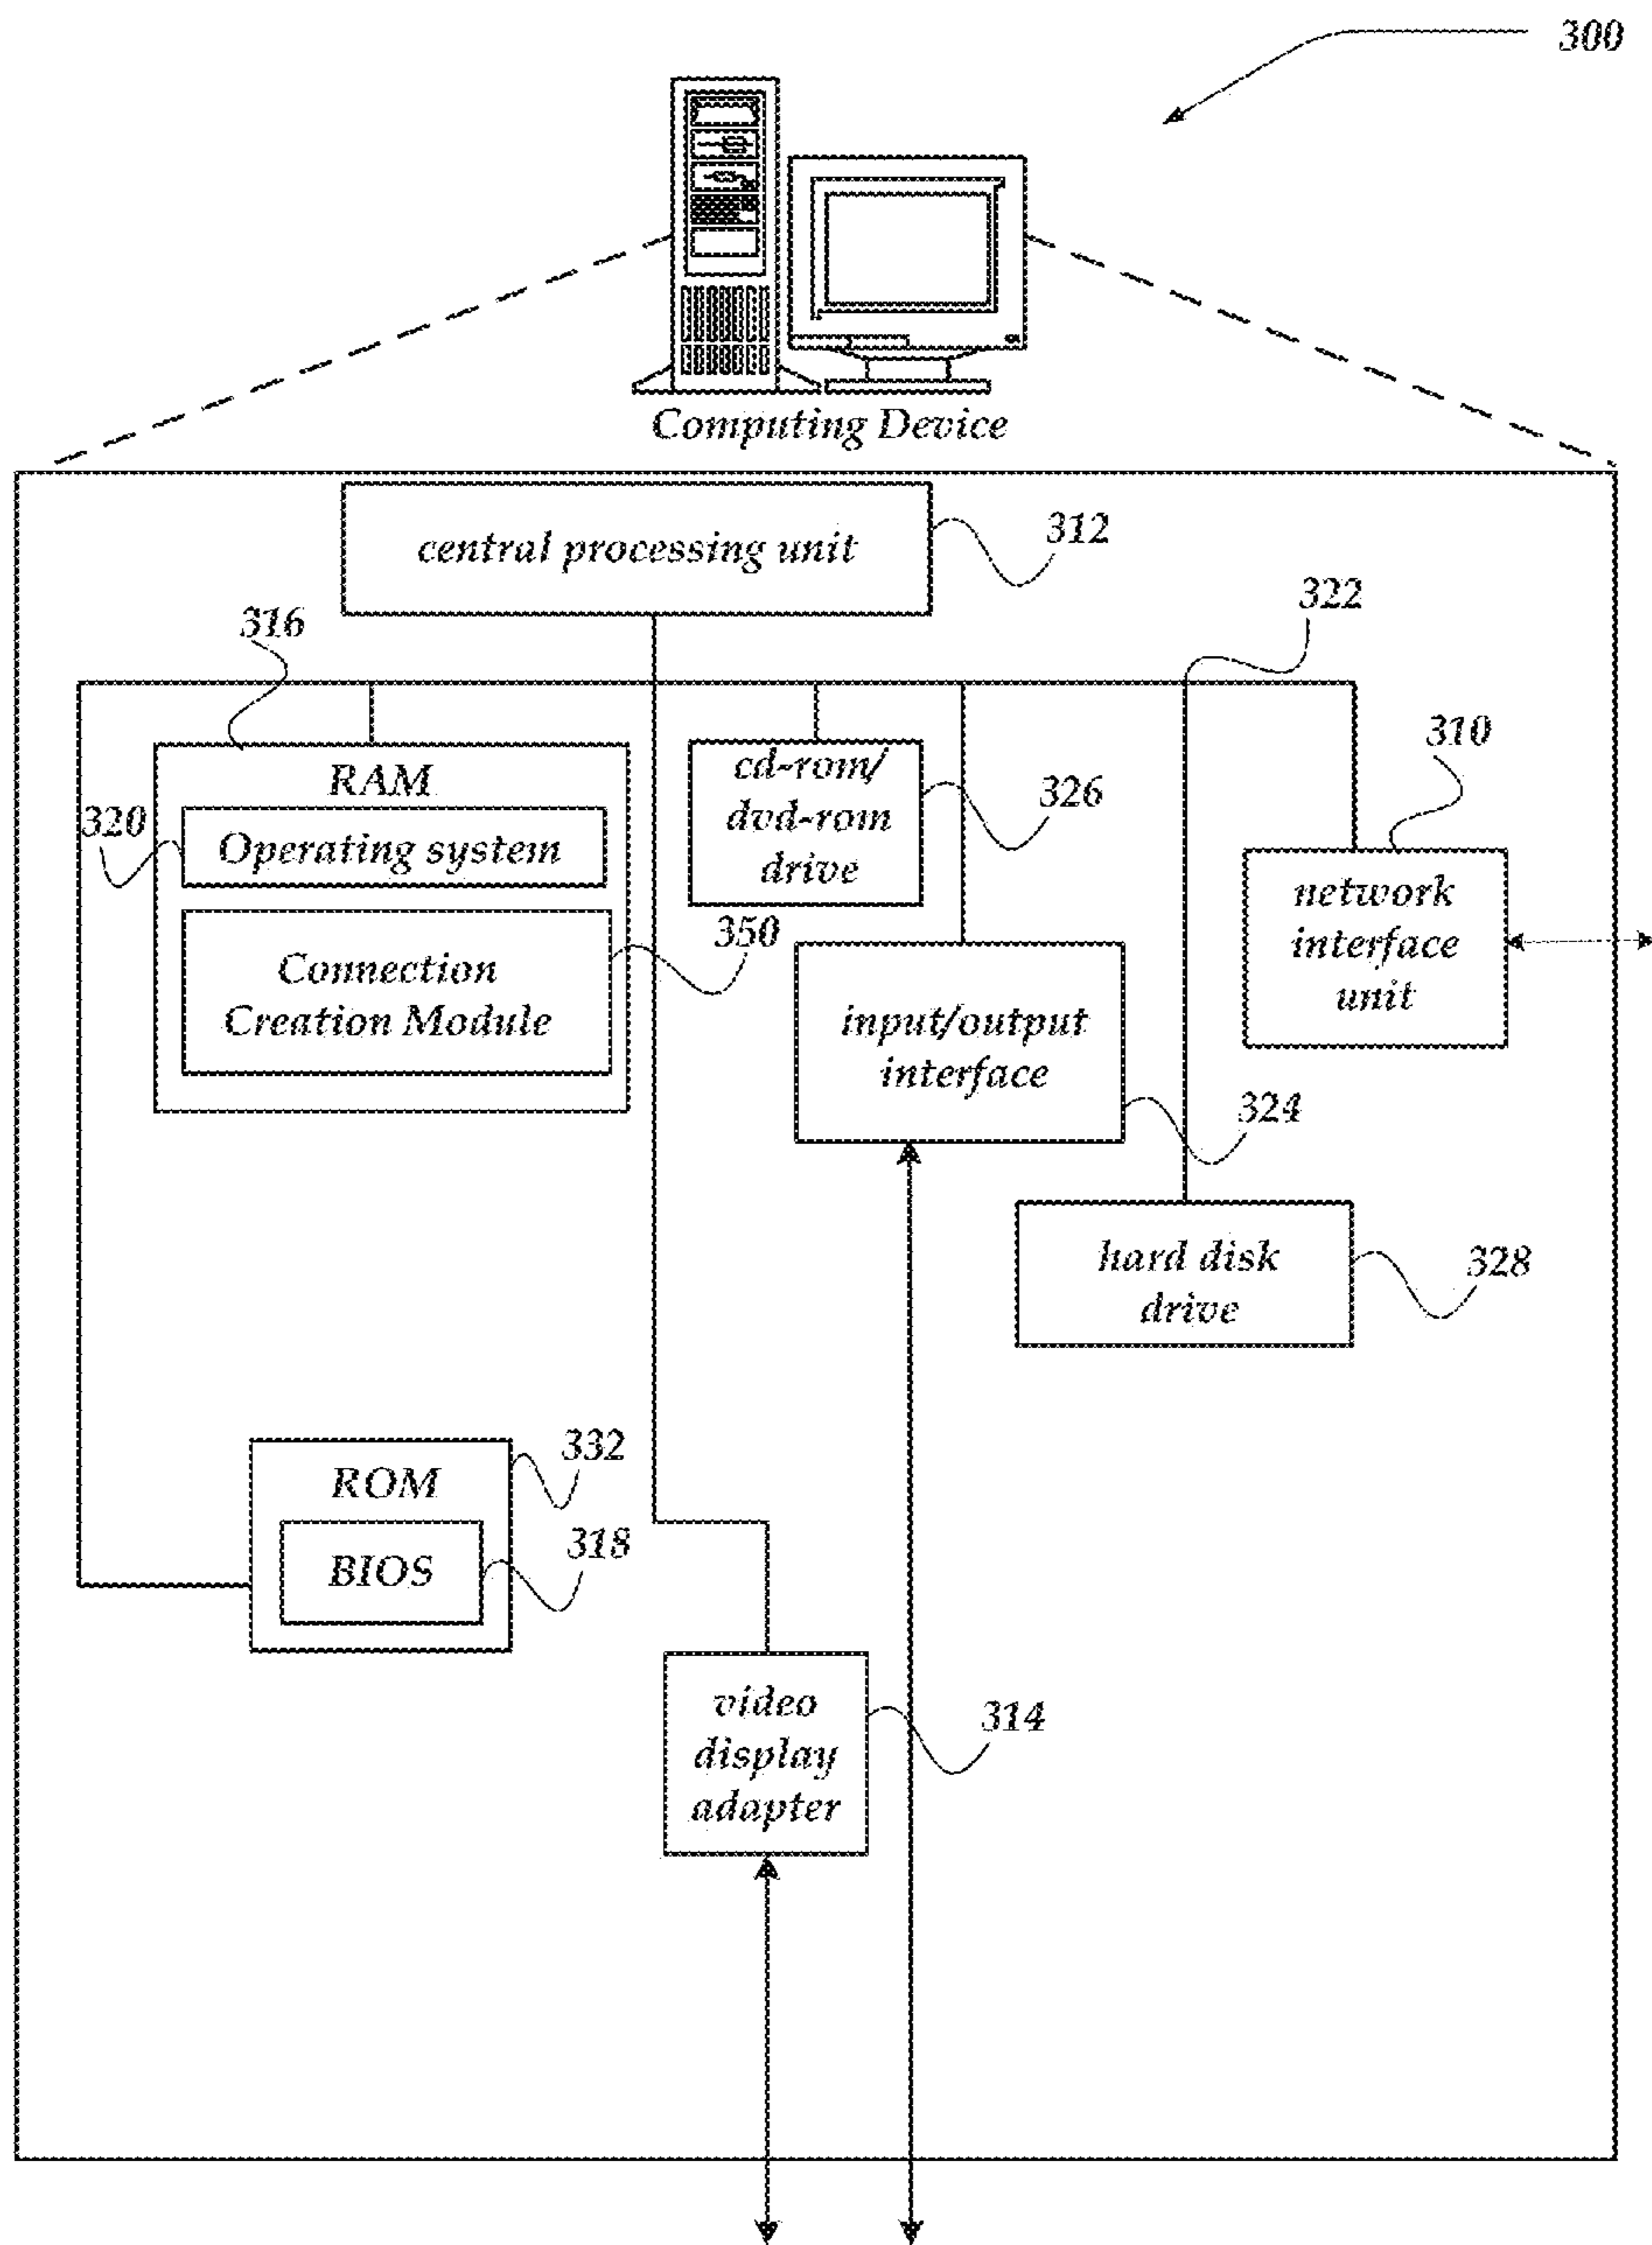 300
Computing Device
central processing unit
312
322
316
310
RAM
cd-rom/
dvd-rom
drive
326
320
Operating system
network
interface
unit
350
Connection
Creation Module
input/output
interface
324
hard disk
drive
328
332
ROM
318
BIOS
video
display
adapter
314